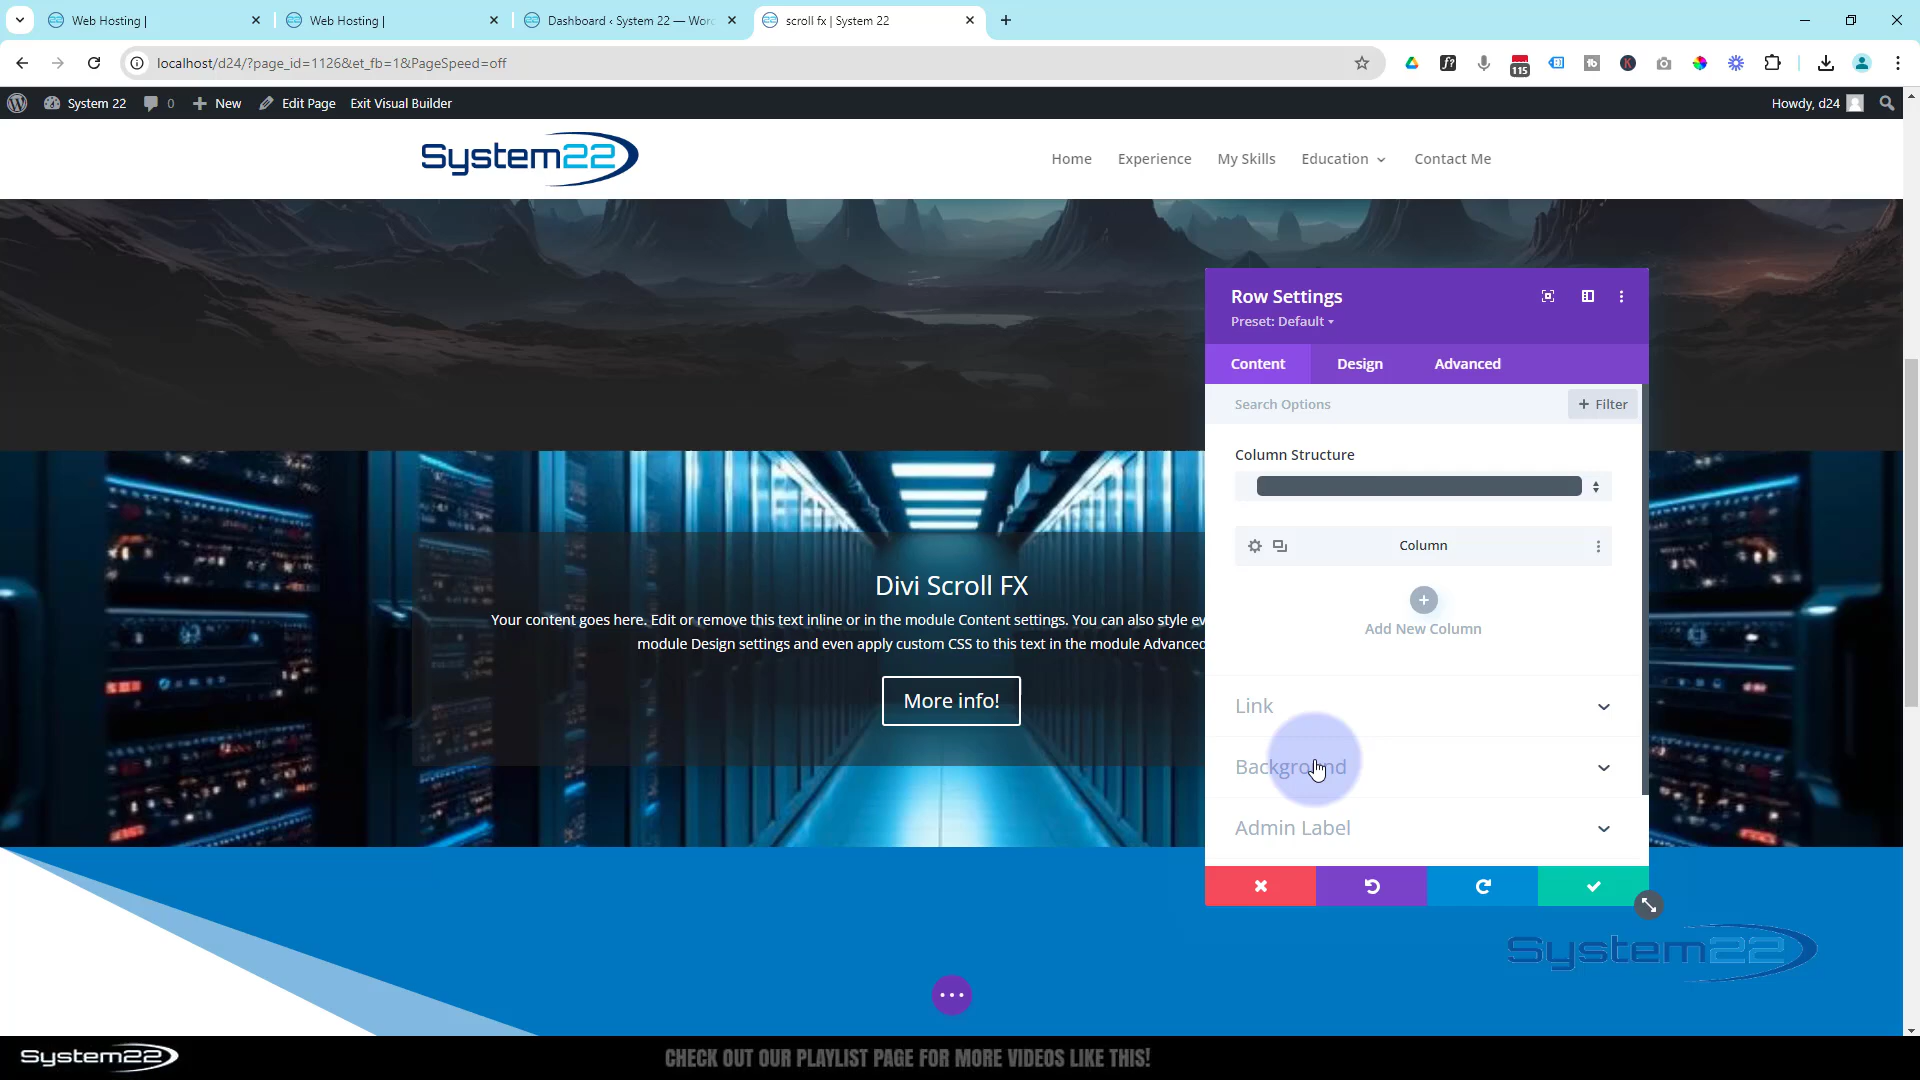 Web Hosting |
Web Hosting |
Dashboard ‹ System 22 — Wor
scroll fx | System 22
localhost/d24/?page_id=1126&et_fb=1&PageSpeed=off
f?
115
tb
K
System 22
0
New
Edit Page
Exit Visual Builder
Howdy, d24
System22
Home
Experience
My Skills
Education
Contact Me
Row Settings
Preset: Default
Content
Design
Advanced
Search Options
+ Filter
Column Structure
Column
Add New Column
Link
Background
Admin Label
Divi Scroll FX
Your content goes here. Edit or remove this text inline or in the module Content settings. You can also style ev
module Design settings and even apply custom CSS to this text in the module Advanced
More info!
System22
System22
CHECK OUT OUR PLAYLIST PAGE FOR MORE VIDEOS LIKE THIS!